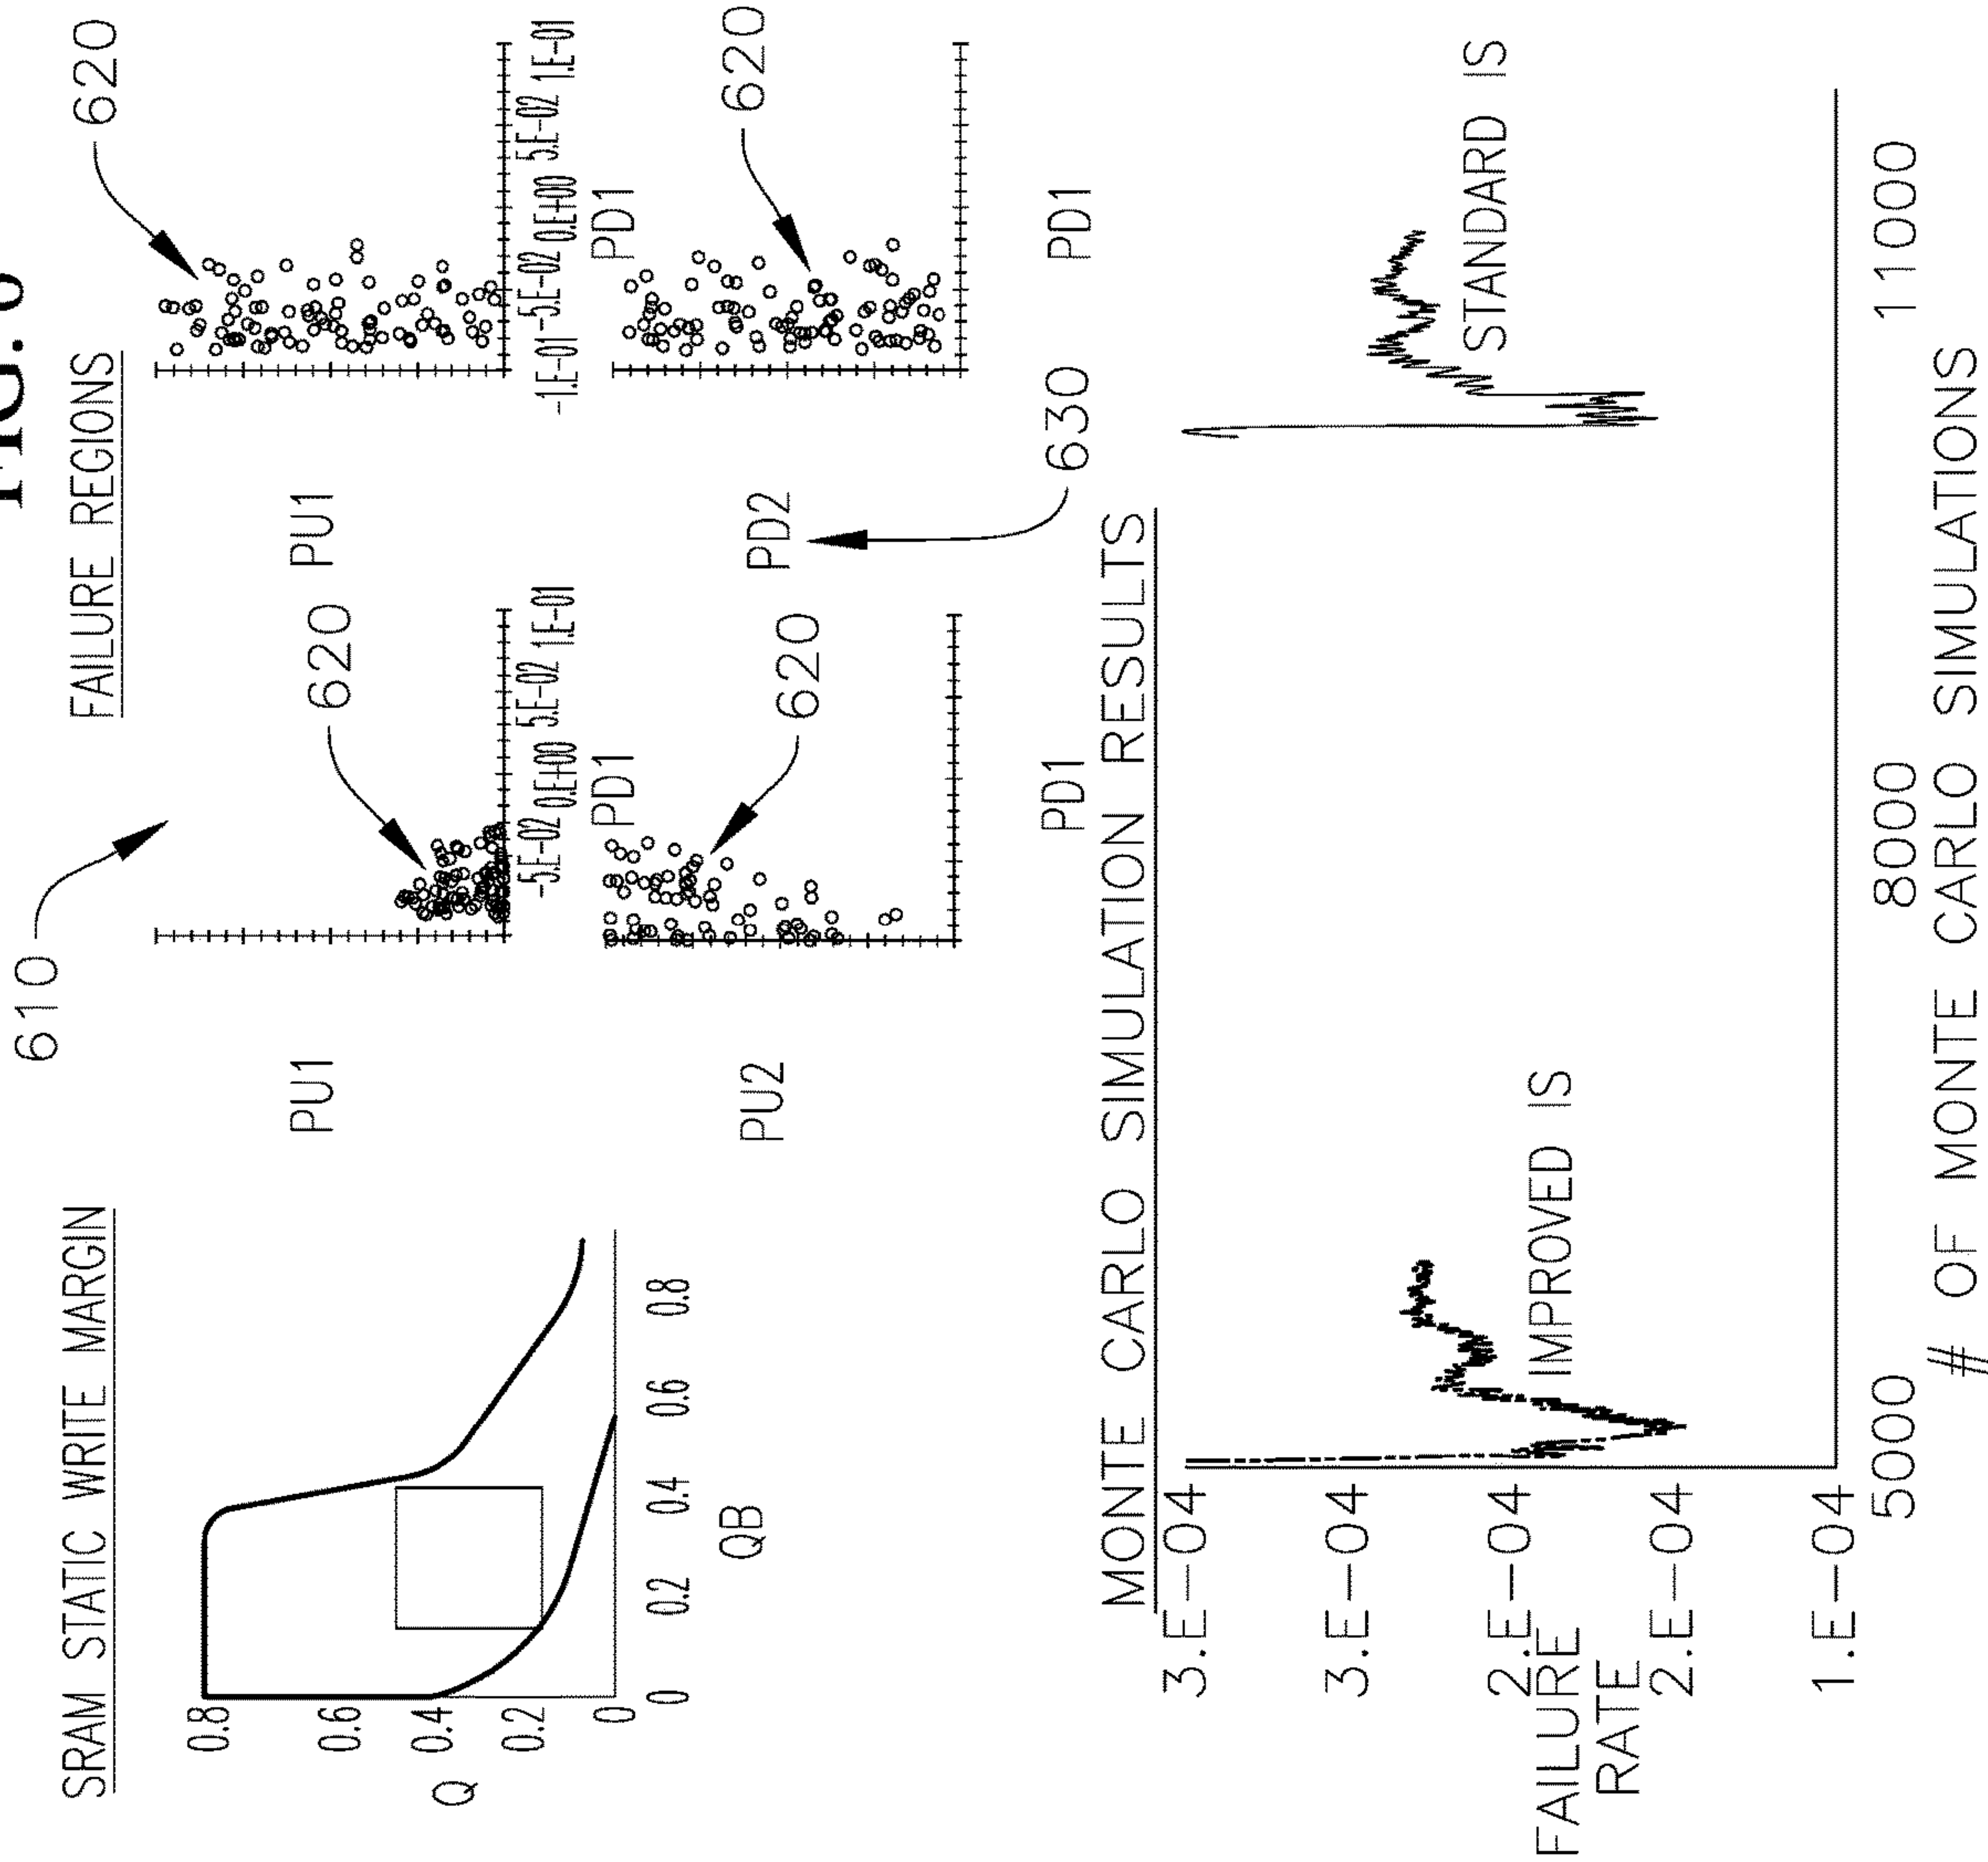 FIG. 6
SRAM STATIC WRITE MARGIN
0.8
0.6
0.4
0.2
0
Q
0
0.2
0.4
0.6
0.8
QB
610
FAILURE REGIONS
PU1
620
-5.E-02
0.E+00
5.E-02
1.E-01
PD1
PU1
620
-1.E-01
-5.E-02
0.E+00
5.E-02
1.E-01
PD1
PU2
620
PD1
PD2
620
PD1
630
MONTE CARLO SIMULATION RESULTS
3.E-04
3.E-04
2.E-04
2.E-04
1.E-04
FAILURE
RATE
IMPROVED IS
STANDARD IS
5000
8000
11000
# OF MONTE CARLO SIMULATIONS